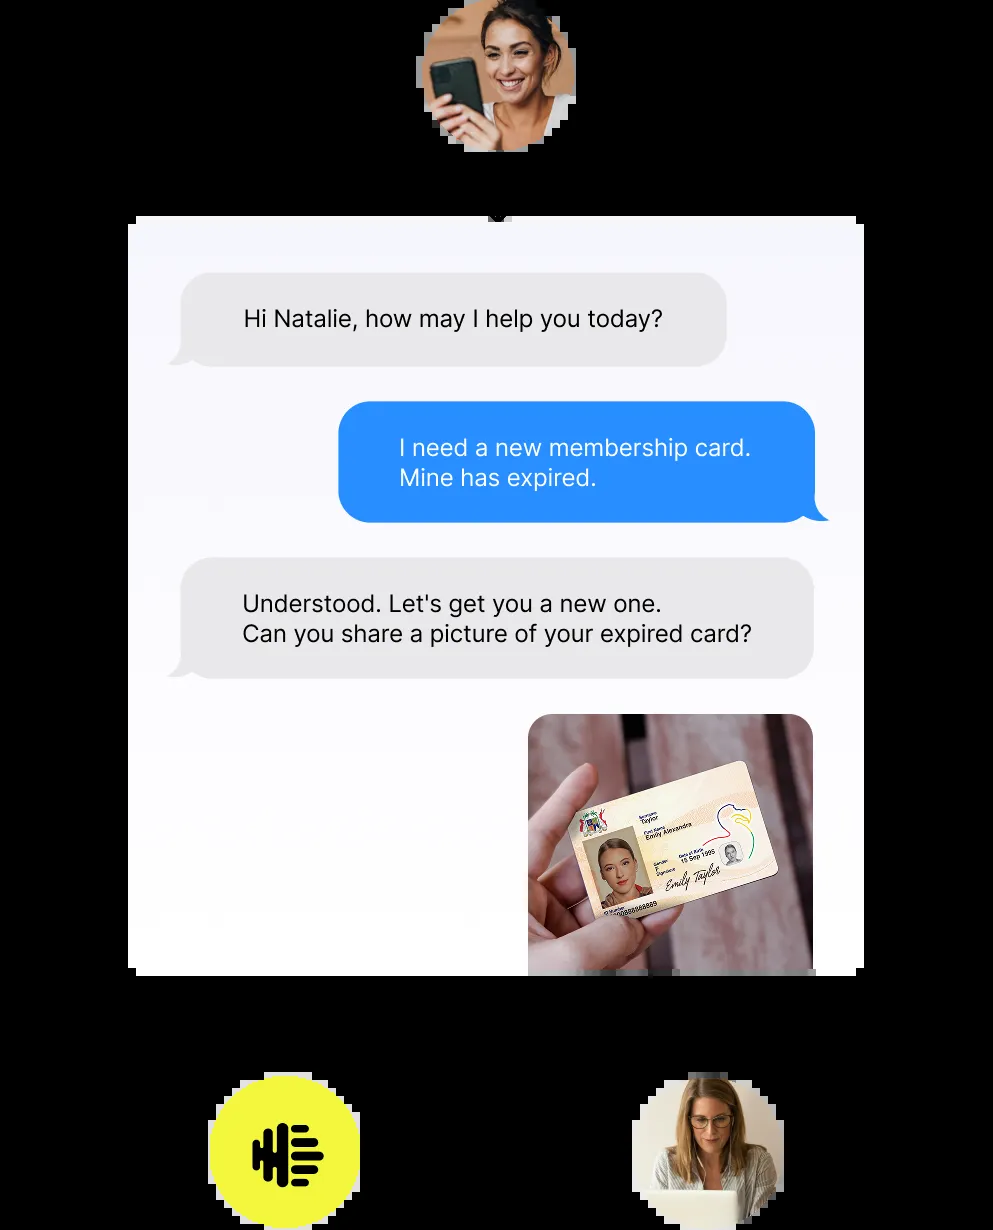 Hi Natalie, how may I help you today?
I need a new membership card.
Mine has expired.
Understood. Let's get you a new one.
Can you share a picture of your expired card?
Surname
Taylor
First Name
Emily Alexandra
Gender
Date of Birth
15 Sep 1995
Signature
Emily Taylor
ID Number